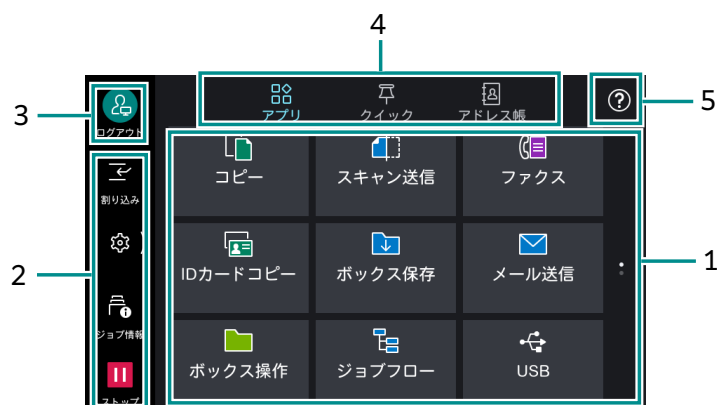 4
5
3
ログアウト
アプリ
クイック
アドレス帳
割り込み
コピー
スキャン送信
ファクス
2
IDカードコピー
ボックス保存
メール送信
1
ジョブ情報
ボックス操作
ジョブフロー
USB
ストップ